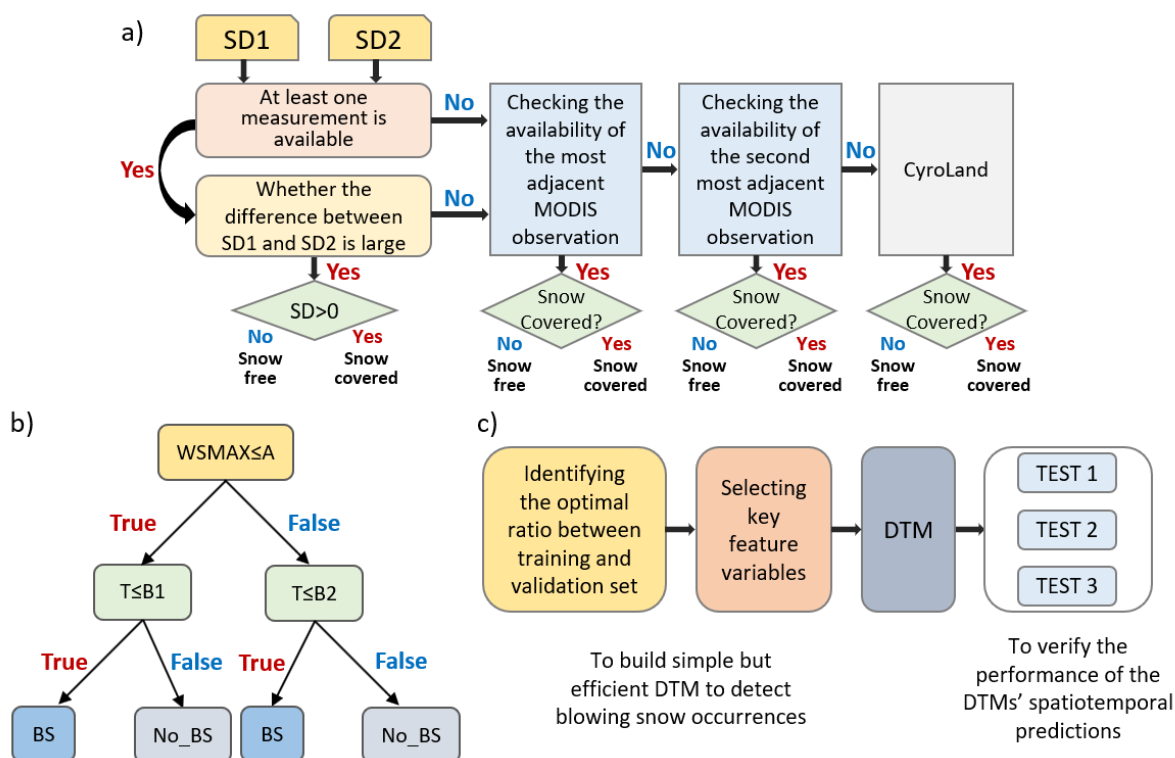 a)
SD1
SD2
At least one
measurement is
available
No
Yes
Whether the
difference between
SD1 and SD2 is large
No
Yes
SD>0
No
Snow
free
Yes
Snow
covered
Checking the
availability of
the most
adjacent
MODIS
observation
No
Yes
Snow
Covered?
No
Snow
free
Yes
Snow
covered
Checking the
availability of
the second
most adjacent
MODIS
observation
No
Yes
Snow
Covered?
No
Snow
free
Yes
Snow
covered
CyroLand
Yes
Snow
Covered?
No
Snow
free
Yes
Snow
covered
b)
WSMAX≤A
True
False
T≤B1
T≤B2
True
False
True
False
BS
No_BS
BS
No_BS
c)
Identifying
the optimal
ratio between
training and
validation set
Selecting
key
feature
variables
DTM
TEST 1
TEST 2
TEST 3
To build simple but
efficient DTM to detect
blowing snow occurrences
To verify the
performance of the
DTMs' spatiotemporal
predictions